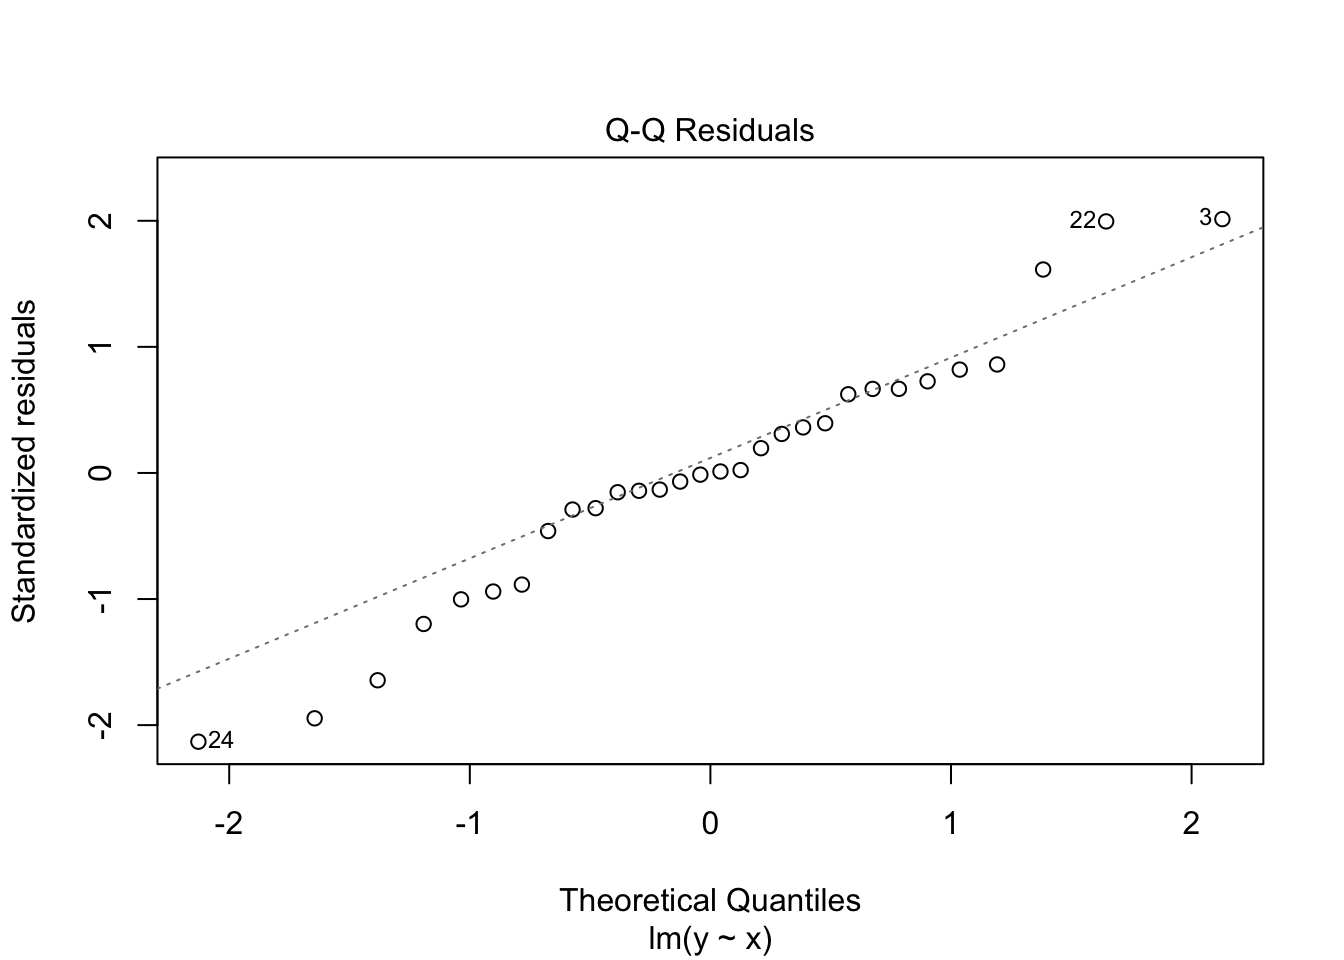 Q-Q Residuals
Standardized residuals
2
1
0
-1
-2
22
3
24
-2 -1 0 1 2
Theoretical Quantiles
lm(y ~ x)